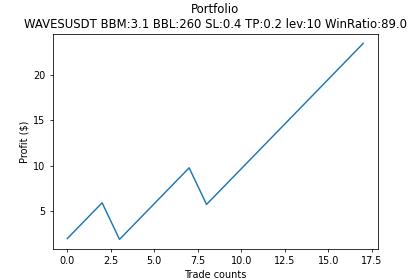 Portfolio
WAVESUSDT BBM:3.1 BBL:260 SL:0.4 TP:0.2 lev:10 WinRatio:89.0
20
15
10
5
Profit ($)
0.0 2.5 5.0 7.5 10.0 12.5 15.0 17.5
Trade counts